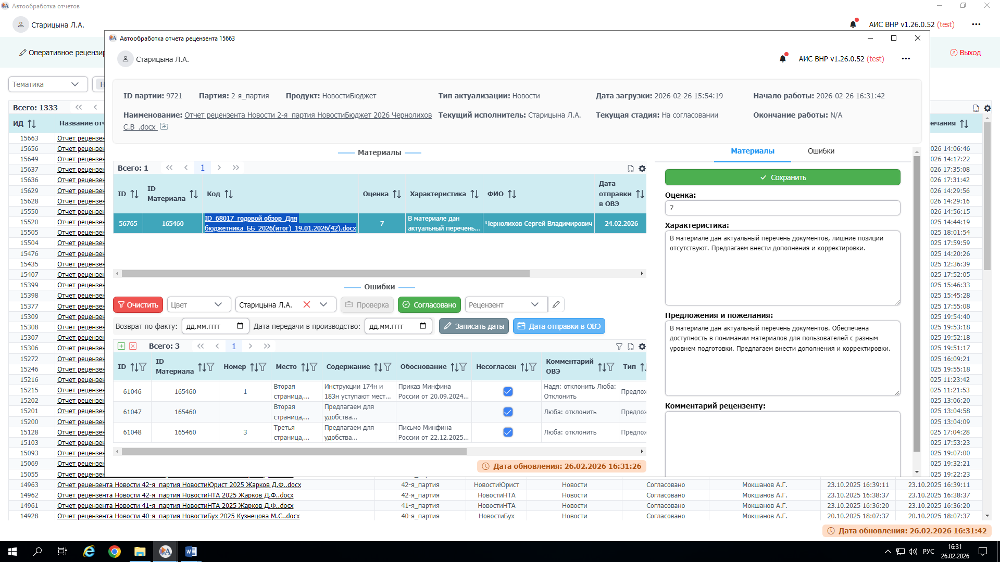 Автообработка отчетов
Старицына Л.А.
АИС ВНР v1.26.0.52 (test)
Оперативное рецензир
Выход
Тематика
Н
Всего: 1333
ИД
Название отч
нчания
Автообработка отчета рецензента 15663
Старицына Л.А.
АИС ВНР v1.26.0.52 (test)
ID партии: 9721
Партия: 2-я_партия
Продукт: НовостиБюджет
Тип актуализации: Новости
Дата загрузки: 2026-02-26 15:54:19
Начало работы: 2026-02-26 16:31:42
Наименование: Отчет рецензента Новости 2-я_партия НовостиБюджет 2026 Чернолихов
С.В_.docx
Текущий исполнитель: Старицына Л.А.
Текущая стадия: На согласовании
Окончание работы: N/A
Материалы
Всего: 1
1
ID
ID
Материала
Код
Оценка
Характеристика
ФИО
Дата
отправки
в ОВЭ
56765
165460
ID_68017_годовой обзор_Для
бюджетника_ББ_2026(итог)_19.01.2026(42).docx
7
В материале дан
актуальный перечень...
Чернолихов Сергей Владимирович
24.02.2026
Ошибки
Очистить
Цвет
Старицына Л.А.
Проверка
Согласовано
Рецензент
Возврат по факту: дд.мм.гггг
Дата передачи в производство: дд.мм.гггг
Записать даты
Дата отправки в ОВЭ
Всего: 3
1
ID
ID
Материала
Номер
Место
Содержание
Обоснование
Несогласен
Комментарий
ОВЭ
Тип
61046
165460
1
Вторая
страница,...
Инструкции 174н и
183н уступают мест...
Приказ Минфина
России от 20.09.2024...
Надя: отклонить Люба:
Отклонить
Предлож
61047
165460
Вторая
страница,...
Предлагаем для
удобства...
Люба: отклонить
Предлож
61048
165460
3
Третья
страница,...
Предлагаем для
удобства...
Письмо Минфина
России от 22.12.2025...
Люба: отклонить
Предлож
Дата обновления: 26.02.2026 16:31:26
Материалы
Ошибки
Сохранить
Оценка:
7
Характеристика:
В материале дан актуальный перечень документов, лишние позиции
отсутствуют. Предлагаем внести дополнения и корректировки.
Предложения и пожелания:
В материале дан актуальный перечень документов. Обеспечена
доступность в понимании материалов для пользователей с разным
уровнем подготовки. Предлагаем внести дополнения и корректировки.
Комментарий рецензенту:
15663 Отчет рецензен
15656 Отчет рецензен 026 14:06:46
15649 Отчет рецензен 026 14:17:22
15637 Отчет рецензен 026 17:35:08
15636 Отчет рецензен 026 17:31:42
15629 Отчет рецензен 026 14:29:56
15628 Отчет рецензен 026 14:29:16
15550 Отчет рецензен 026 14:56:15
15520 Отчет рецензен 025 14:44:19
15505 Отчет рецензен 025 18:01:54
15504 Отчет рецензен 025 17:59:59
15476 Отчет рецензен 025 14:20:26
15435 Отчет рецензен 025 12:36:39
15407 Отчет рецензен 025 17:52:05
15399 Отчет рецензен 025 15:46:33
15398 Отчет рецензен 025 15:45:28
15377 Отчет рецензен 025 17:55:08
15309 Отчет рецензен 025 19:54:40
15308 Отчет рецензен 025 19:53:18
15307 Отчет рецензен 025 19:52:18
15306 Отчет рецензен 025 19:51:17
15272 Отчет рецензен 025 16:09:21
15246 Отчет рецензен 025 19:55:18
15216 Отчет рецензен 025 11:23:42
15215 Отчет рецензен 025 11:21:53
15202 Отчет рецензен 025 13:06:20
15201 Отчет рецензен 025 13:04:58
15200 Отчет рецензен 025 13:04:09
15128 Отчет рецензен 025 17:04:28
15103 Отчет рецензен 025 17:53:23
15093 Отчет рецензен 025 19:07:00
15069 Отчет рецензен 025 19:32:21
15055 Отчет рецензен 025 19:22:23
14963 Отчет рецензента Новости 42-я_партия НовостиЮрист 2025 Жарков Д.Ф..docx 42-я_партия НовостиЮрист Новости Согласовано Мокшанов А.Г. 23.10.2025 16:39:11 23.10.2025 16:39:11
14962 Отчет рецензента Новости 42-я_партия НовостиНТА 2025 Жарков Д.Ф..docx 42-я_партия НовостиНТА Новости Согласовано Мокшанов А.Г. 23.10.2025 16:38:37 23.10.2025 16:38:37
14961 Отчет рецензента Новости 41-я_партия НовостиНТА 2025 Жарков Д.Ф..docx 41-я_партия НовостиНТА Новости Согласовано Мокшанов А.Г. 23.10.2025 16:36:20 23.10.2025 16:36:20
14928 Отчет рецензента Новости 40-я_партия НовостиБух 2025 Кузнецова М.С..docx 40-я_партия НовостиБух Новости Согласовано Мокшанов А.Г. 20.10.2025 18:07:37 20.10.2025 18:07:37
Дата обновления: 26.02.2026 16:31:42
РУС
16:31
26.02.2026